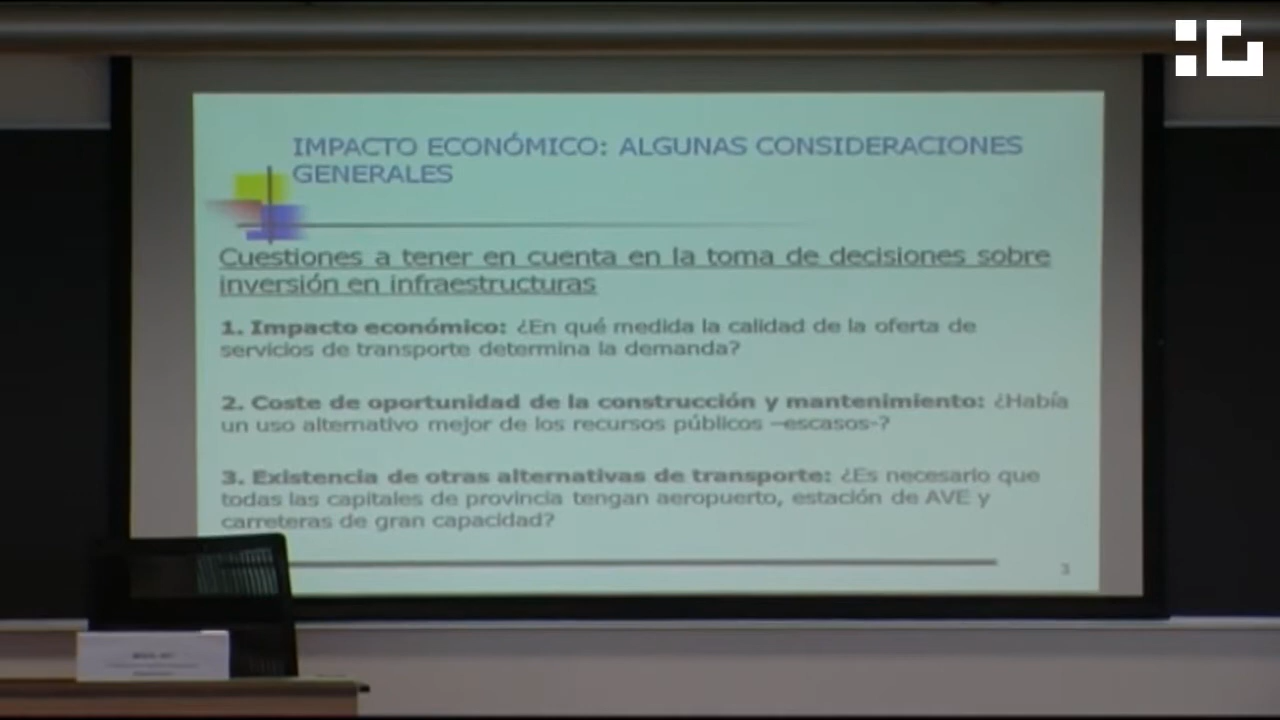 IMPACTO ECONÓMICO: ALGUNAS CONSIDERACIONES
GENERALES
Cuestiones a tener en cuenta en la toma de decisiones sobre
inversión en infraestructuras
1. Impacto económico: ¿En qué medida la calidad de la oferta de
servicios de transporte determina la demanda?
2. Coste de oportunidad de la construcción y mantenimiento: ¿Había
un uso alternativo mejor de los recursos públicos –escasos-?
3. Existencia de otras alternativas de transporte: ¿Es necesario que
todas las capitales de provincia tengan aeropuerto, estación de AVE y
carreteras de gran capacidad?
3